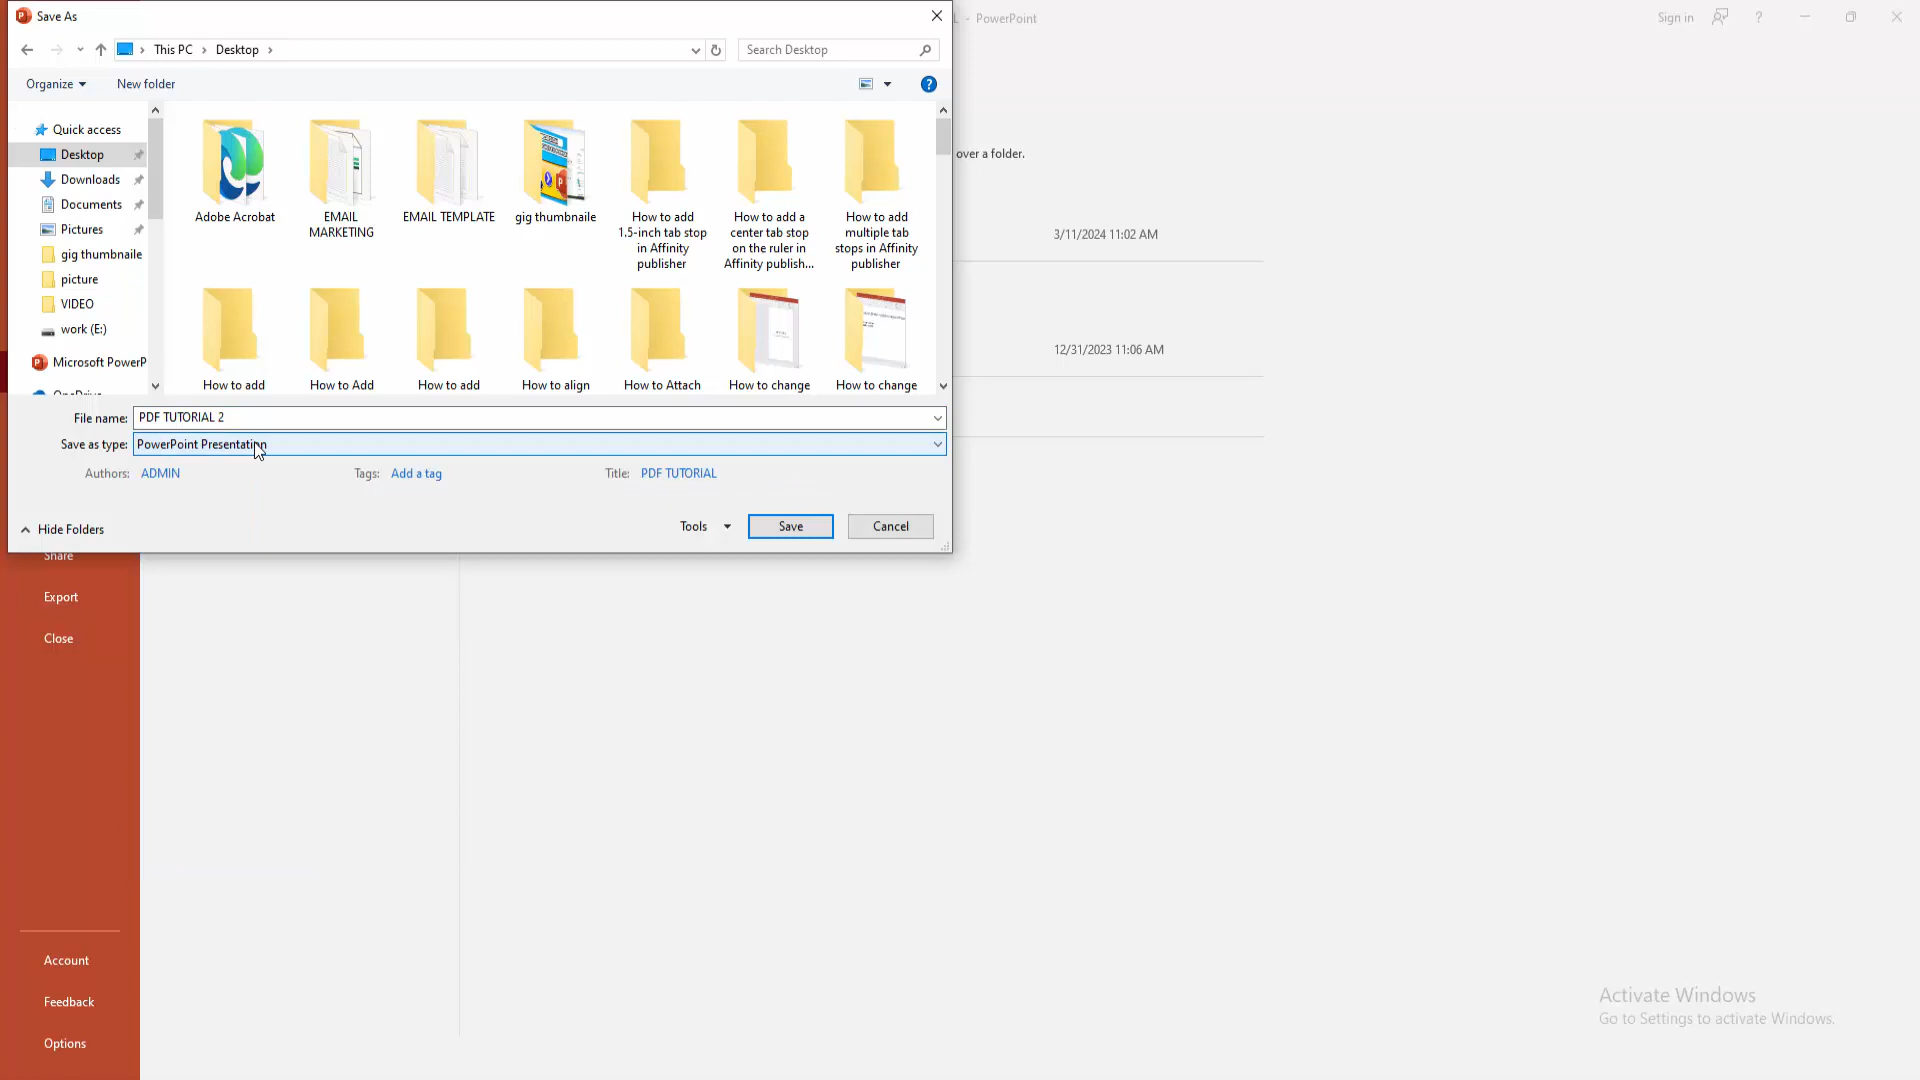 Save As
L - PowerPoint
Sign in
?
This PC
Desktop
Search Desktop
Organize
New folder
?
Quick access
Desktop
Downloads
Documents
Pictures
gig thumbnaile
picture
VIDEO
work (E:)
Microsoft PowerP
OneDrive
Adobe Acrobat
EMAIL
MARKETING
EMAIL TEMPLATE
gig thumbnaile
How to add
1.5-inch tab stop
in Affinity
publisher
How to add a
center tab stop
on the ruler in
Affinity publish...
How to add
multiple tab
stops in Affinity
publisher
How to add
How to Add
How to add
How to align
How to Attach
How to change
How to change
over a folder.
3/11/2024 11:02 AM
12/31/2023 11:06 AM
File name: PDF TUTORIAL 2
Save as type: PowerPoint Presentation
Authors: ADMIN
Tags: Add a tag
Title: PDF TUTORIAL
Hide Folders
Tools
Save
Cancel
Share
Export
Close
Account
Feedback
Options
Activate Windows
Go to Settings to activate Windows.